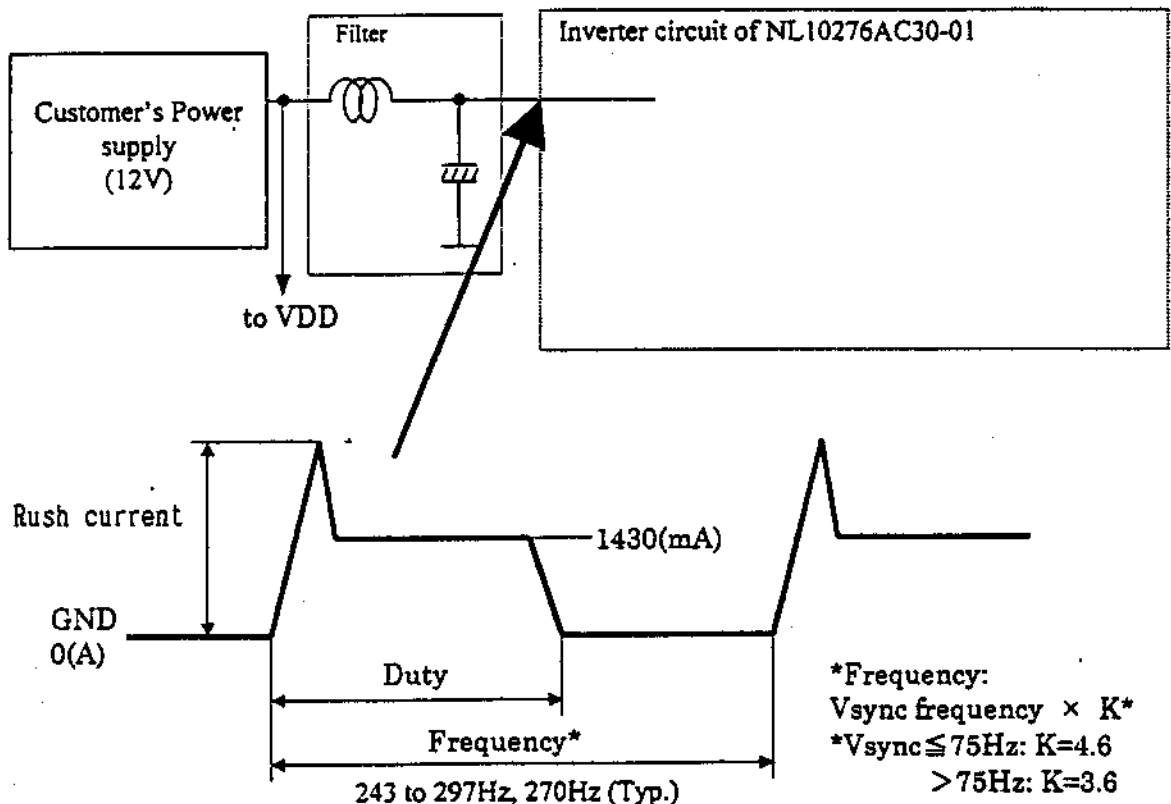 Filter
Inverter circuit of NL10276AC30-01
Customer's Power
supply
(12V)
to VDD
Rush current
1430(mA)
GND
0(A)
Duty
Frequency*
243 to 297Hz, 270Hz (Typ.)
*Frequency:
Vsync frequency × K*
*Vsync≦75Hz: K=4.6
>75Hz: K=3.6